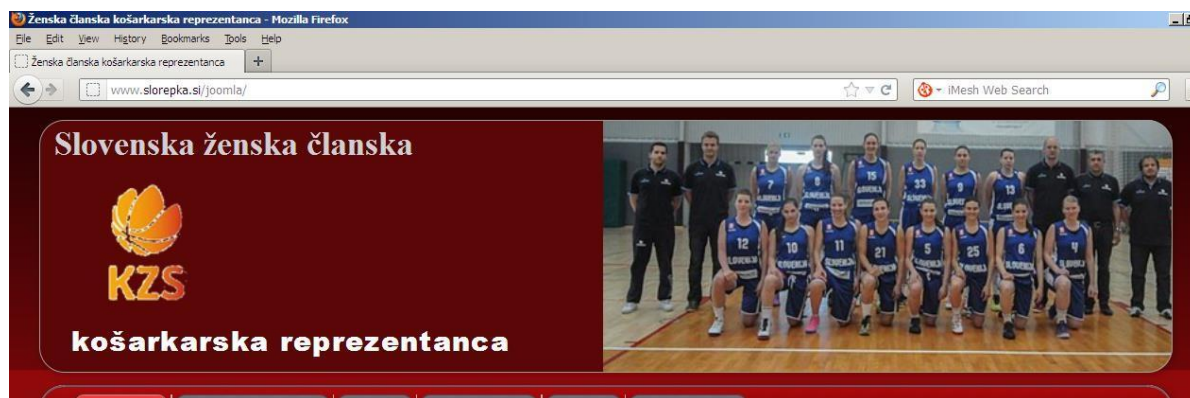 Ženska članska košarkarska reprezentanca - Mozilla Firefox
File Edit View History Bookmarks Tools Help
Ženska članska košarkarska reprezentanca +
www.slorepka.si/joomla/ iMesh Web Search
Slovenska ženska članska
KZS
košarkarska reprezentanca
7 8 15 33 9 13
12 10 11 21 5 25 6 4